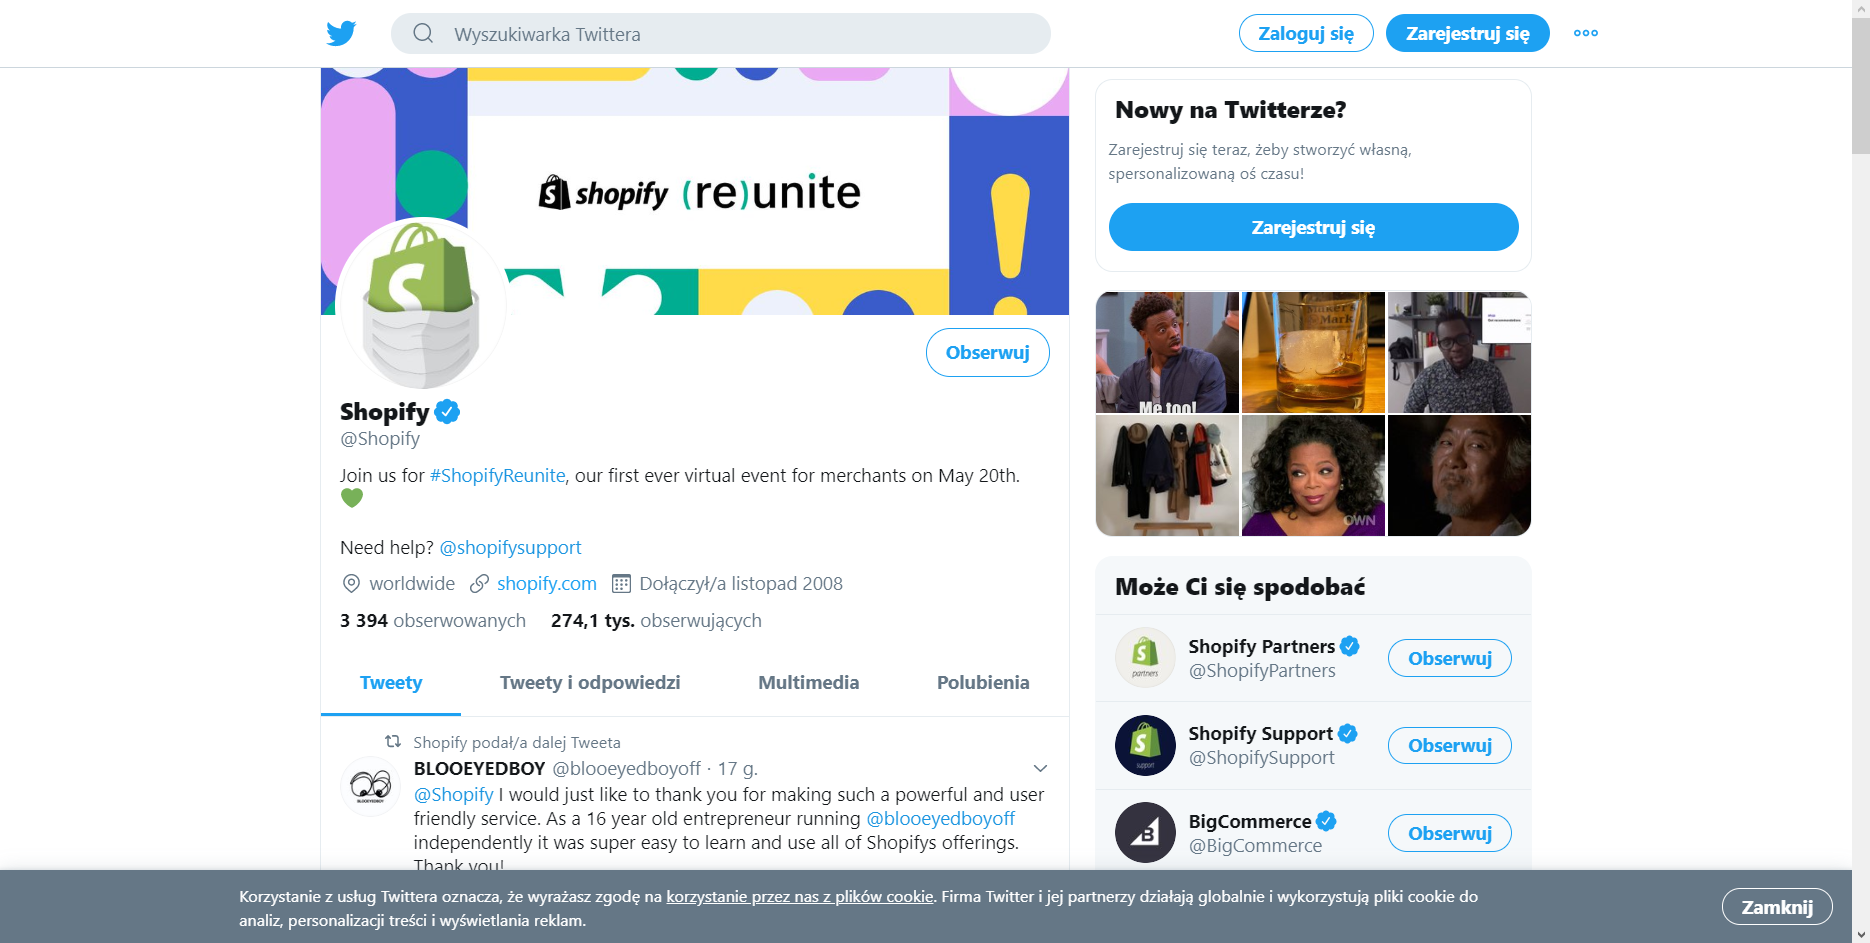 Wyszukiwarka Twittera
Zaloguj się
Zarejestruj się
shopify (re)unite
Obserwuj
Shopify
@Shopify
Join us for #ShopifyReunite, our first ever virtual event for merchants on May 20th.
Need help? @shopifysupport
worldwide shopify.com Dołączył/a listopad 2008
3 394 obserwowanych 274,1 tys. obserwujących
Tweety
Tweety i odpowiedzi
Multimedia
Polubienia
Shopify podał/a dalej Tweeta
BLOOEYEDBOY @blooeyedboyoff · 17 g.
BLOOEYEDBOY
@Shopify I would just like to thank you for making such a powerful and user
friendly service. As a 16 year old entrepreneur running @blooeyedboyoff
independently it was super easy to learn and use all of Shopifys offerings.
Thank you!
Nowy na Twitterze?
Zarejestruj się teraz, żeby stworzyć własną,
spersonalizowaną oś czasu!
Zarejestruj się
Me too!
Maker's
Mark
OWN
Może Ci się spodobać
partners
Shopify Partners
@ShopifyPartners
Obserwuj
support
Shopify Support
@ShopifySupport
Obserwuj
B
BigCommerce
@BigCommerce
Obserwuj
Korzystanie z usług Twittera oznacza, że wyrażasz zgodę na korzystanie przez nas z plików cookie. Firma Twitter i jej partnerzy działają globalnie i wykorzystują pliki cookie do
analiz, personalizacji treści i wyświetlania reklam.
Zamknij